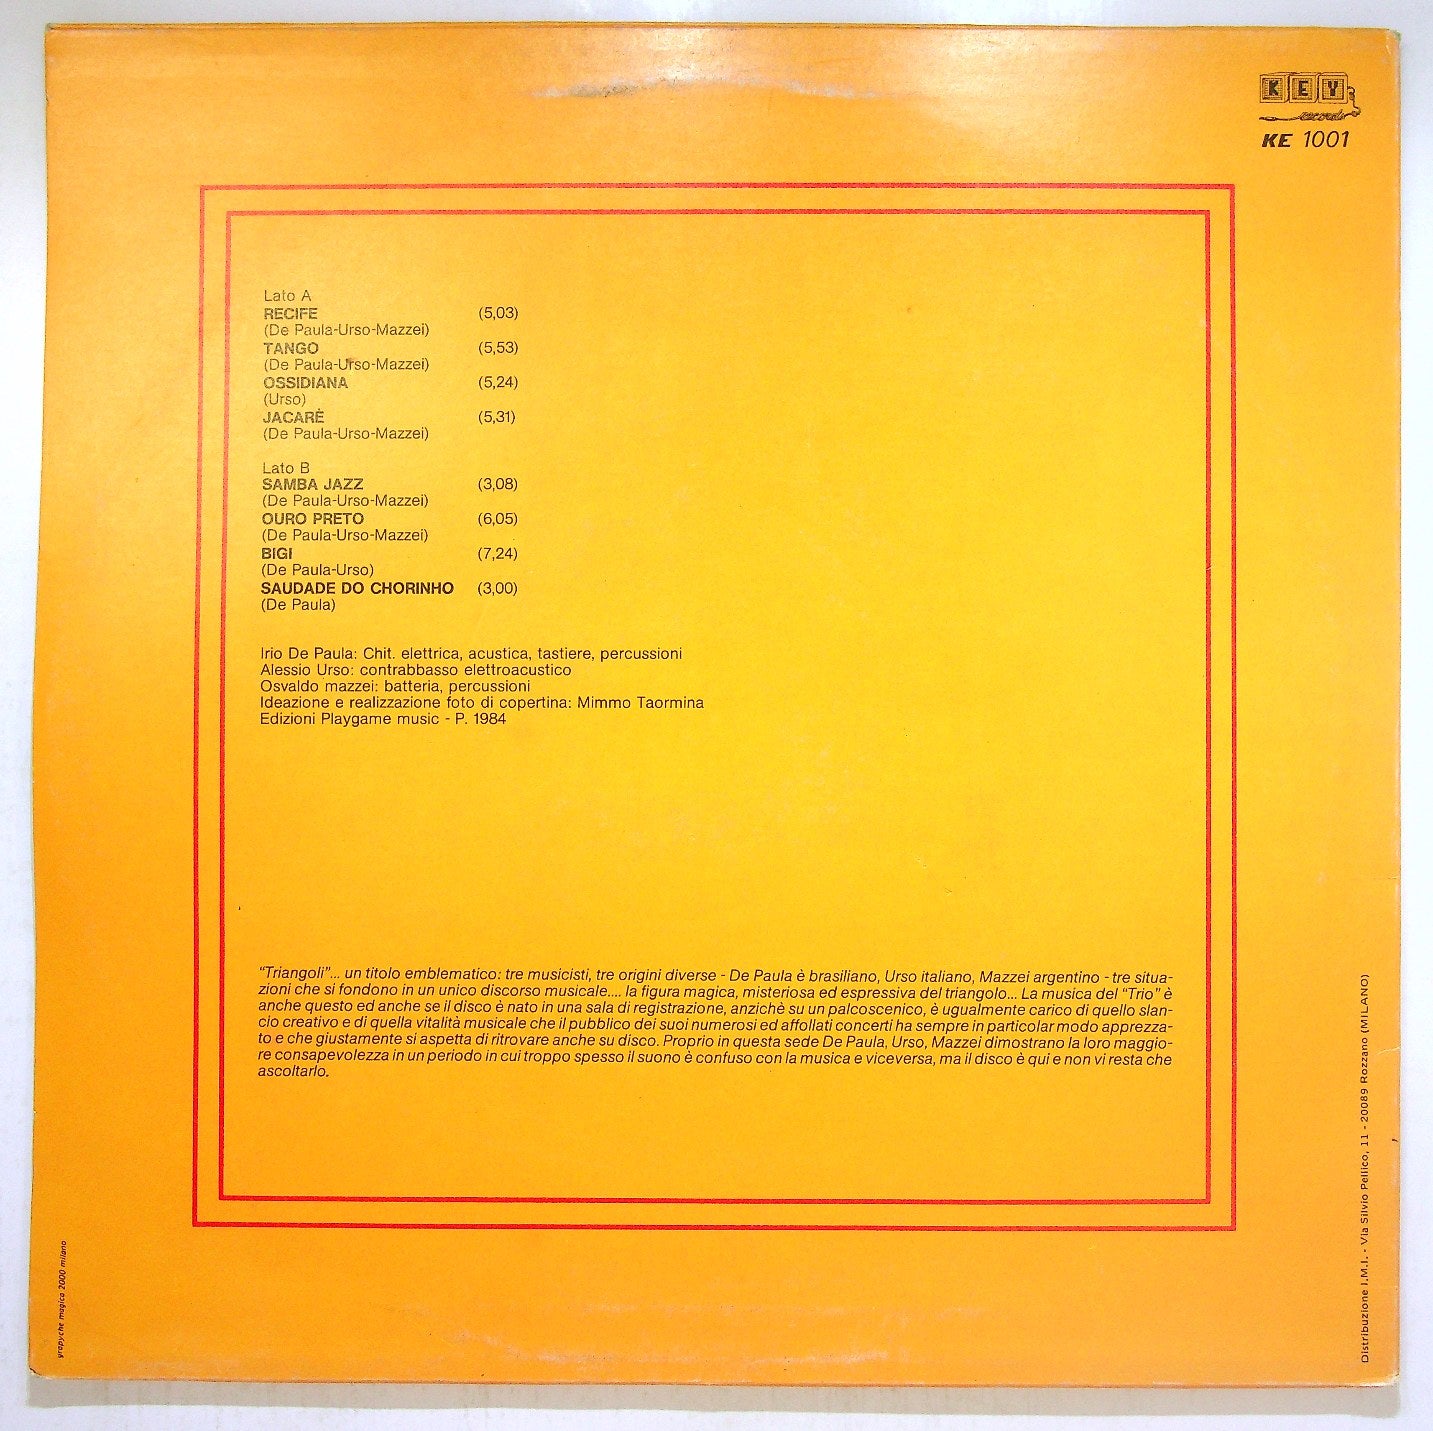 KEY
records
KE 1001
Lato A
RECIFE (5,03)
(De Paula-Urso-Mazzei)
TANGO (5,53)
(De Paula-Urso-Mazzei)
OSSIDIANA (5,24)
(Urso)
JACARÈ (5,31)
(De Paula-Urso-Mazzei)
Lato B
SAMBA JAZZ (3,08)
(De Paula-Urso-Mazzei)
OURO PRETO (6,05)
(De Paula-Urso-Mazzei)
BIGI (7,24)
(De Paula-Urso)
SAUDADE DO CHORINHO (3,00)
(De Paula)
Irio De Paula: Chit. elettrica, acustica, tastiere, percussioni
Alessio Urso: contrabbasso elettroacustico
Osvaldo mazzei: batteria, percussioni
Ideazione e realizzazione foto di copertina: Mimmo Taormina
Edizioni Playgame music - P. 1984
“Triangoli”... un titolo emblematico: tre musicisti, tre origini diverse - De Paula è brasiliano, Urso italiano, Mazzei argentino - tre situa-
zioni che si fondono in un unico discorso musicale.... la figura magica, misteriosa ed espressiva del triangolo... La musica del “Trio” è
anche questo ed anche se il disco è nato in una sala di registrazione, anzichè su un palcoscenico, è ugualmente carico di quello slan-
cio creativo e di quella vitalità musicale che il pubblico dei suoi numerosi ed affollati concerti ha sempre in particolar modo apprezza-
to e che giustamente si aspetta di ritrovare anche su disco. Proprio in questa sede De Paula, Urso, Mazzei dimostrano la loro maggio-
re consapevolezza in un periodo in cui troppo spesso il suono è confuso con la musica e viceversa, ma il disco è qui e non vi resta che
ascoltarlo.
grapyche magica 2000 milano
Distribuzione I.M.I. - Via Silvio Pellico, 11 - 20089 Rozzano (MILANO)